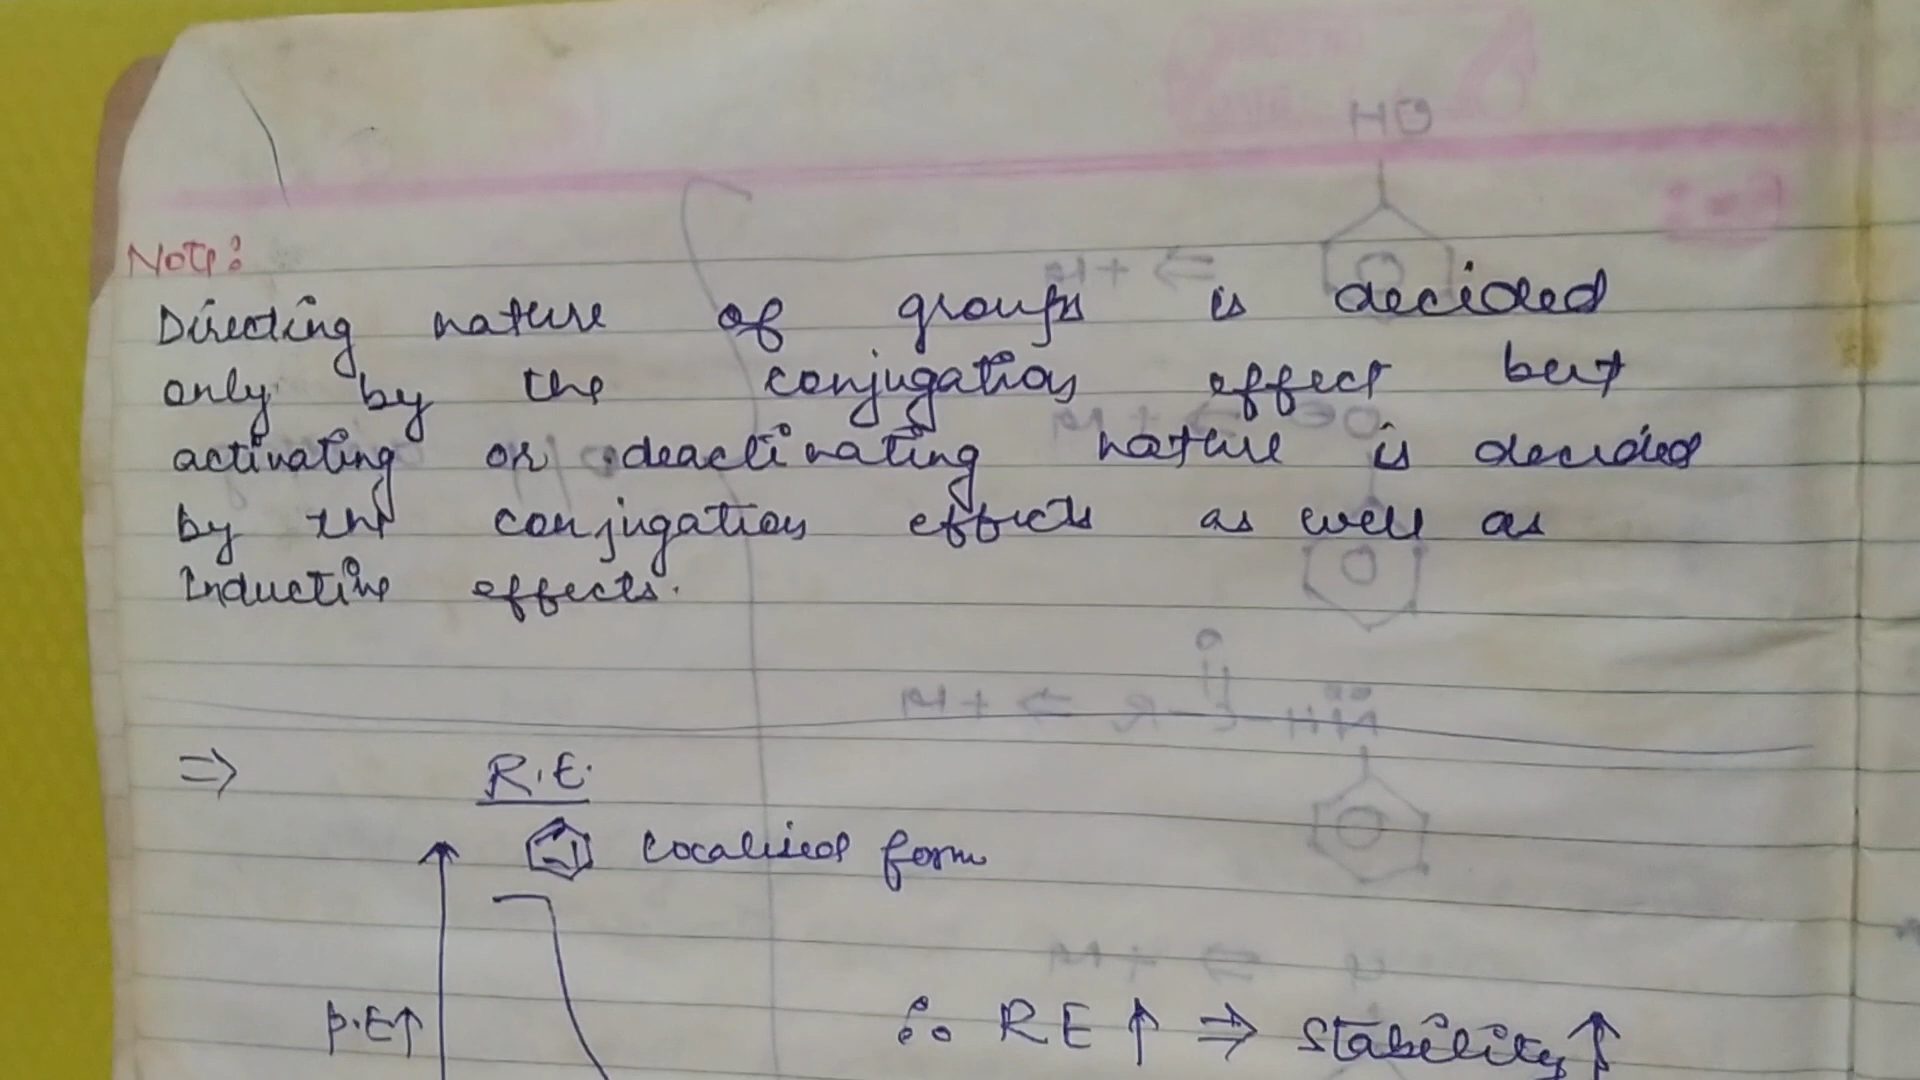 Note:
Directing nature of groups is decided
only by the conjugation effect but
activating or deactivating nature is decided
by the conjugation effects as well as
Inductive effects.
⇒ R.E.
Localised form
P.E↑
∴ RE ↑ ⇒ Stability ↑